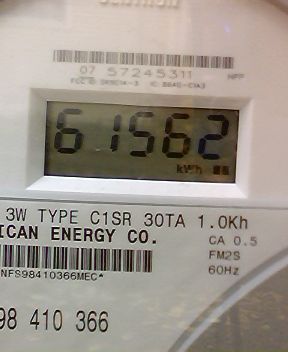 07 57245311 NPP
61562
kWh
3W TYPE C1SR 30TA 1.0Kh
ICAN ENERGY CO.
CA 0.5
FM2S
60Hz
NFS98410366MEC*
98 410 366